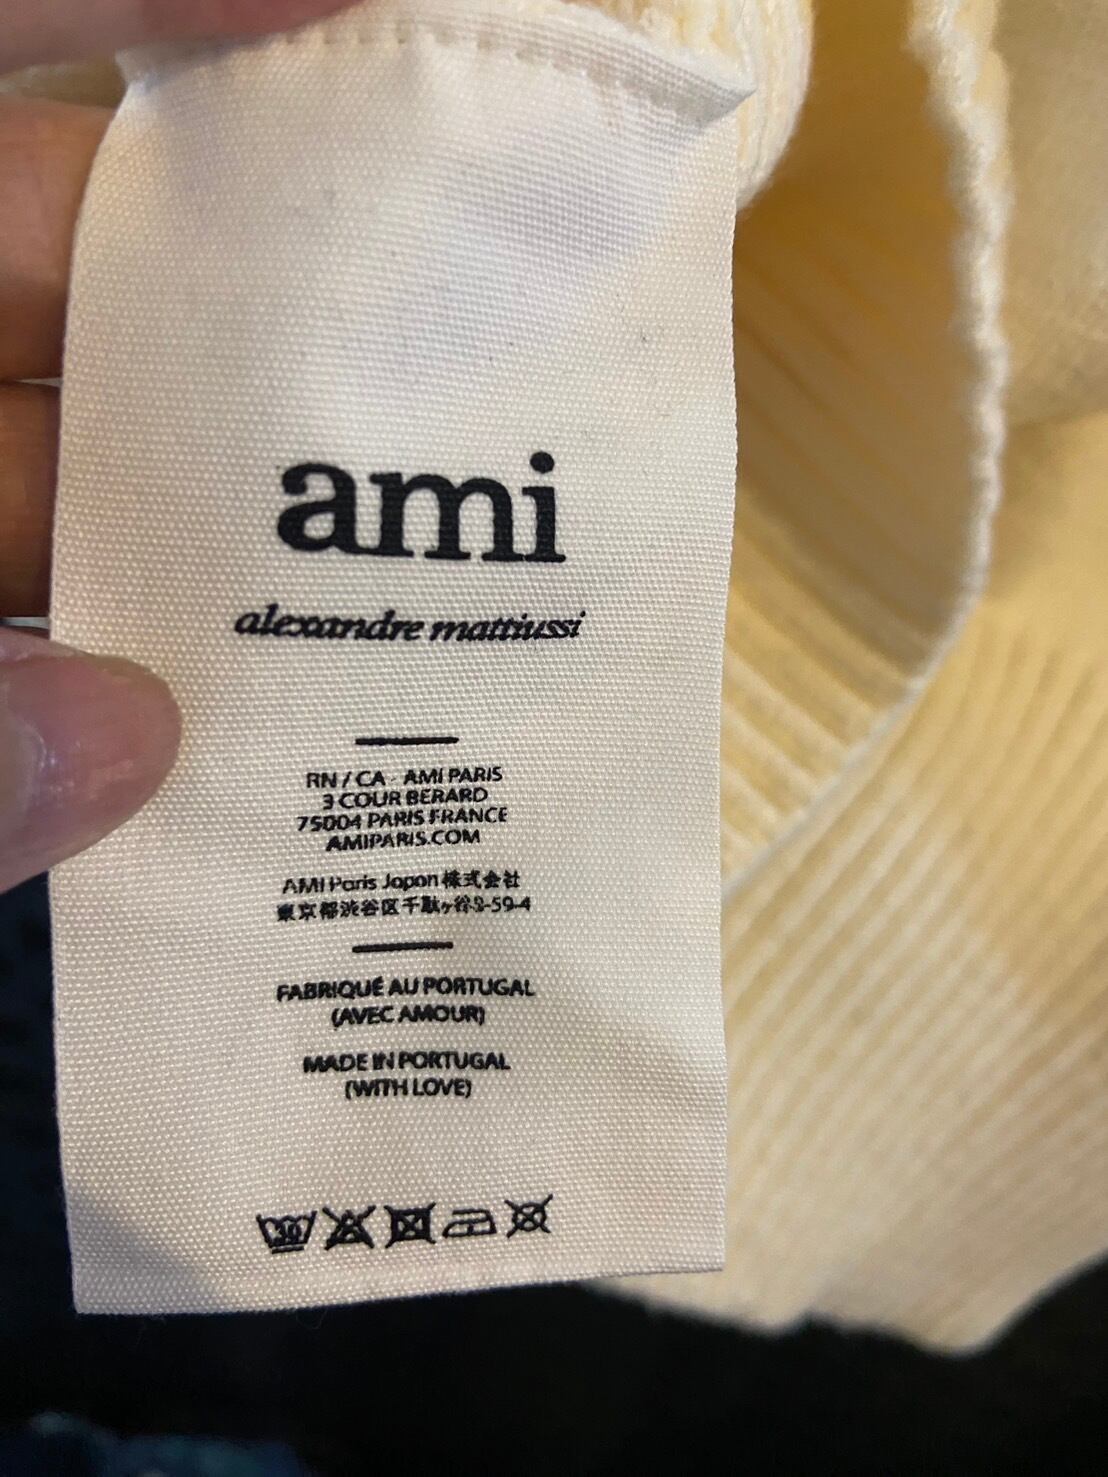 ami
alexandre mattiussi
RN / CA - AMI PARIS
3 COUR BERARD
75004 PARIS FRANCE
AMIPARIS.COM
AMI Paris Japan 株式会社
東京都渋谷区千駄ヶ谷3-59-4
FABRIQUÉ AU PORTUGAL
(AVEC AMOUR)
MADE IN PORTUGAL
(WITH LOVE)
30